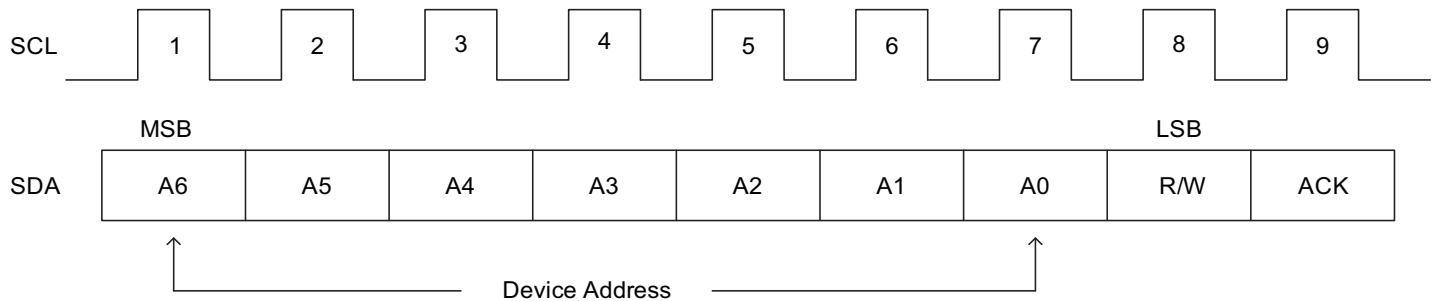 SCL 1 2 3 4 5 6 7 8 9
MSB LSB
SDA A6 A5 A4 A3 A2 A1 A0 R/W ACK
Device Address